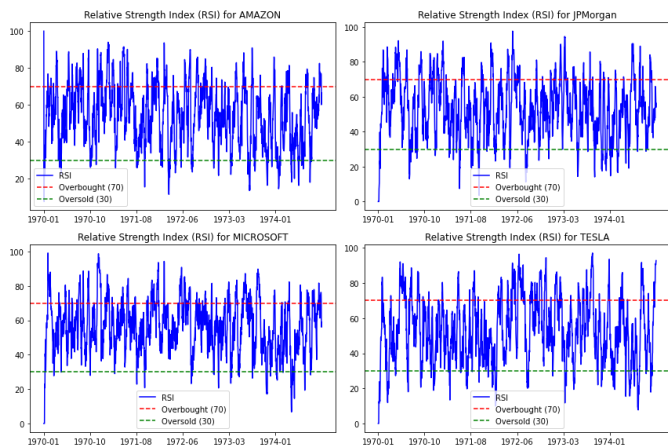 Relative Strength Index (RSI) for AMAZON
100
80
60
40
20
RSI
Overbought (70)
Oversold (30)
1970-01 1970-10 1971-08 1972-06 1973-03 1974-01
Relative Strength Index (RSI) for JPMorgan
100
80
60
40
20
0
RSI
Overbought (70)
Oversold (30)
1970-01 1970-10 1971-08 1972-06 1973-03 1974-01
Relative Strength Index (RSI) for MICROSOFT
100
80
60
40
20
0
RSI
Overbought (70)
Oversold (30)
1970-01 1970-10 1971-08 1972-06 1973-03 1974-01
Relative Strength Index (RSI) for TESLA
100
80
60
40
20
0
RSI
Overbought (70)
Oversold (30)
1970-01 1970-10 1971-08 1972-06 1973-03 1974-01